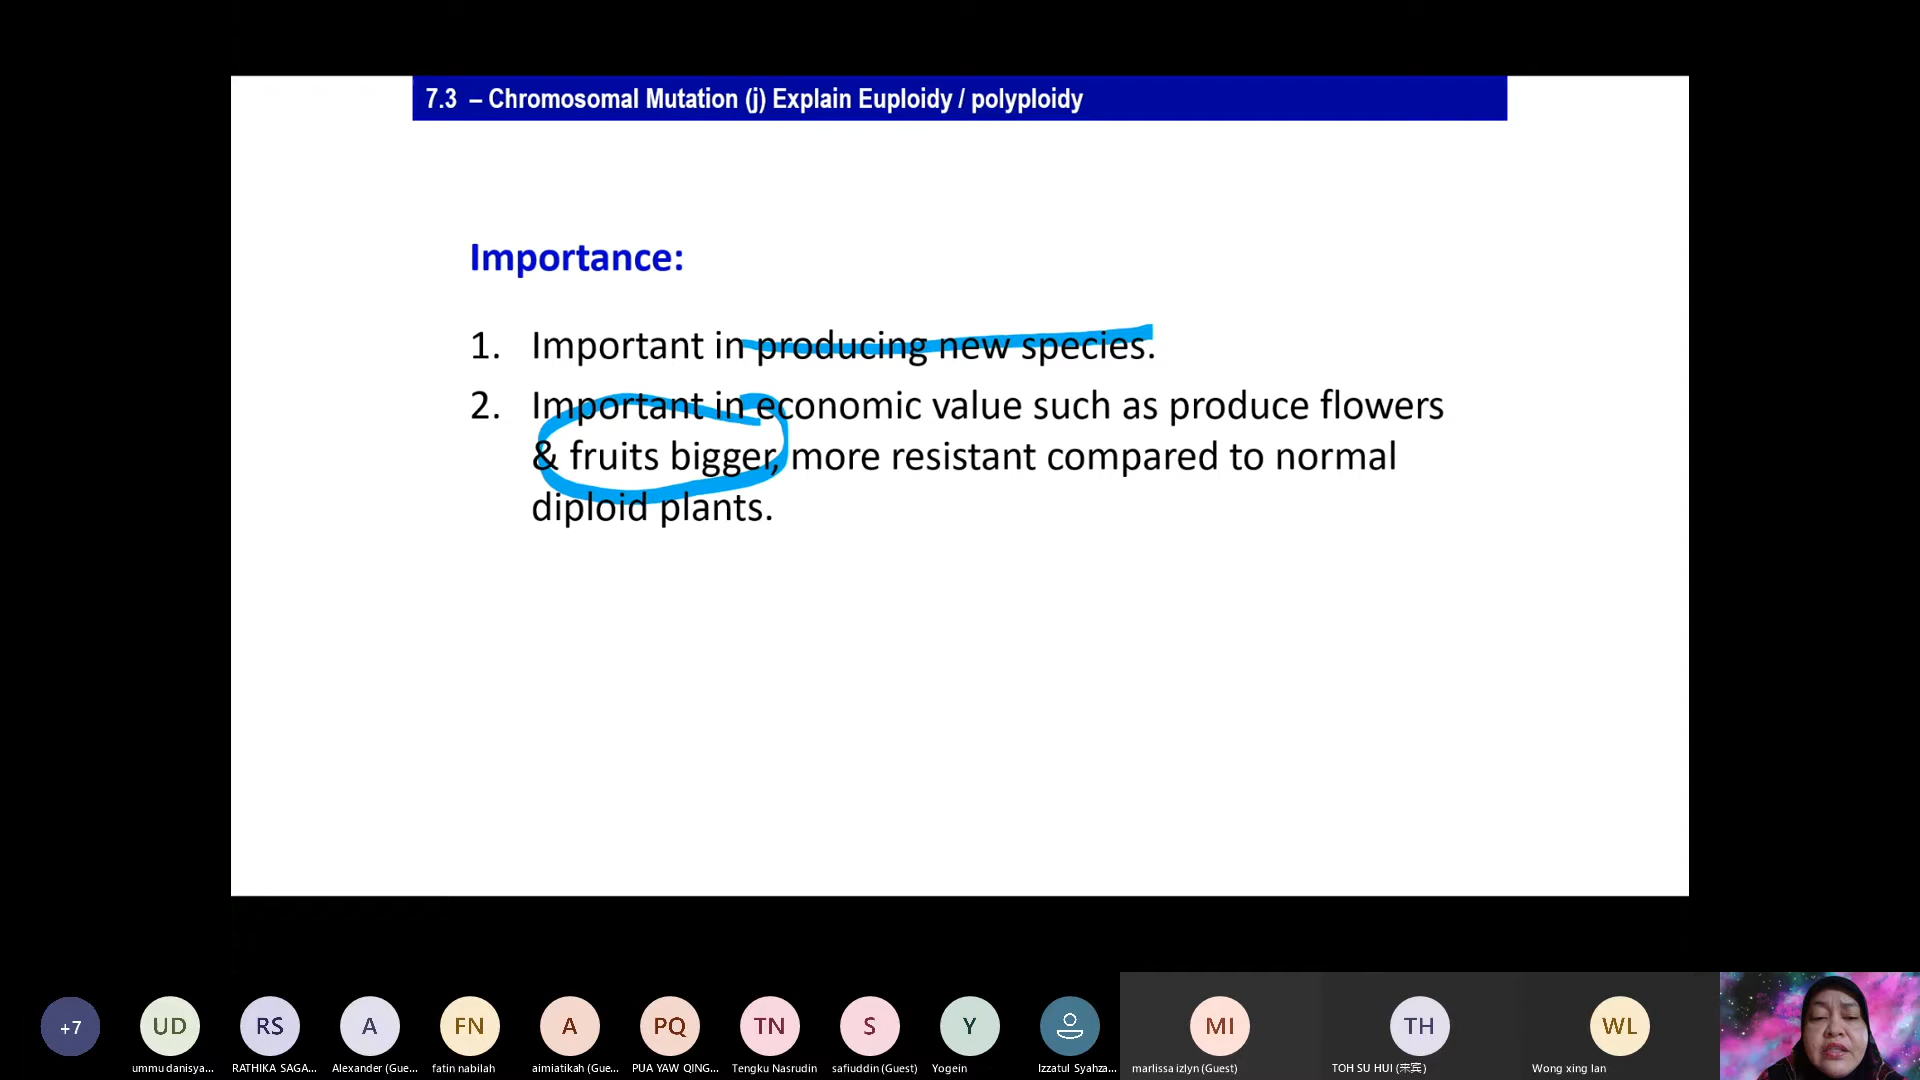 7.3 – Chromosomal Mutation (j) Explain Euploidy / polyploidy
Importance:
1. Important in producing new species.
2. Important in economic value such as produce flowers
& fruits bigger, more resistant compared to normal
diploid plants.
+7 UD RS A FN A PQ TN S Y MI TH WL
ummu danisya... RATHIKA SAGA... Alexander (Gue... fatin nabilah aimiatikah (Gue... PUA YAW QING... Tengku Nasrudin safiuddin (Guest) Yogein Izzatul Syahza... marlissa izlyn (Guest) TOH SU HUI Wong xing lan